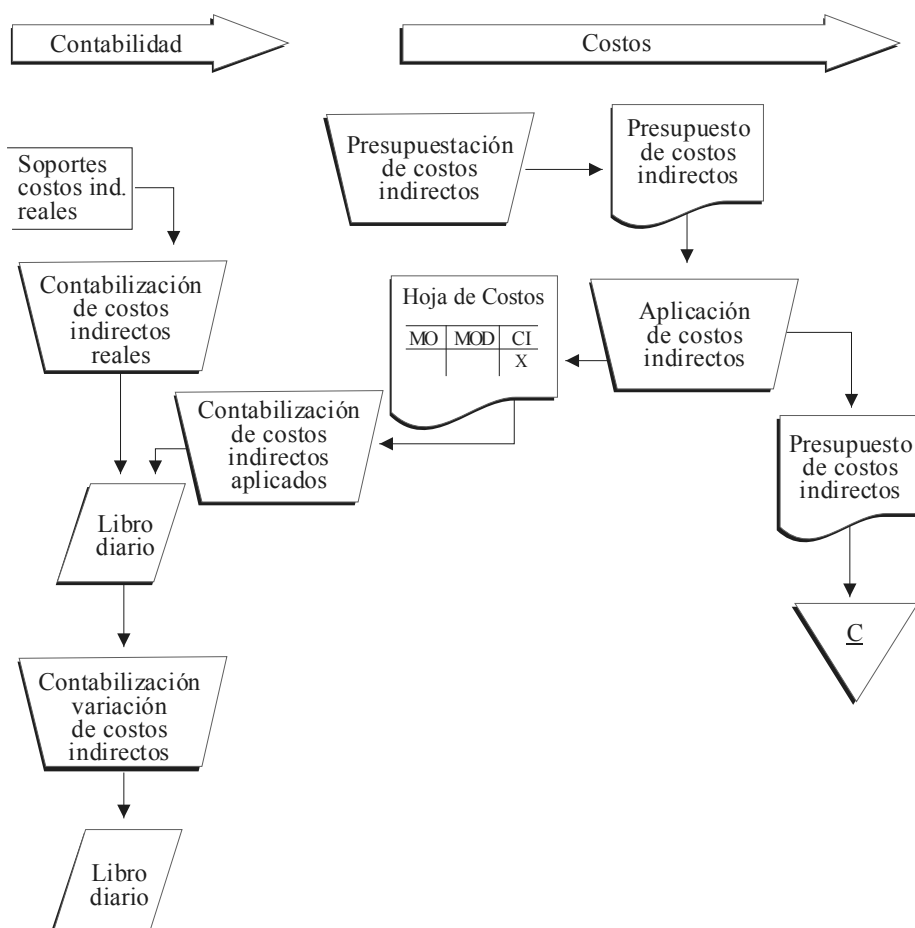 Contabilidad
Costos
Soportes
costos ind.
reales
Presupuestación
de costos
indirectos
Presupuesto
de costos
indirectos
Contabilización
de costos
indirectos
reales
Hoja de Costos
MO MOD CI
X
Aplicación
de costos
indirectos
Contabilización
de costos
indirectos
aplicados
Presupuesto
de costos
indirectos
Libro
diario
C
Contabilización
variación
de costos
indirectos
Libro
diario